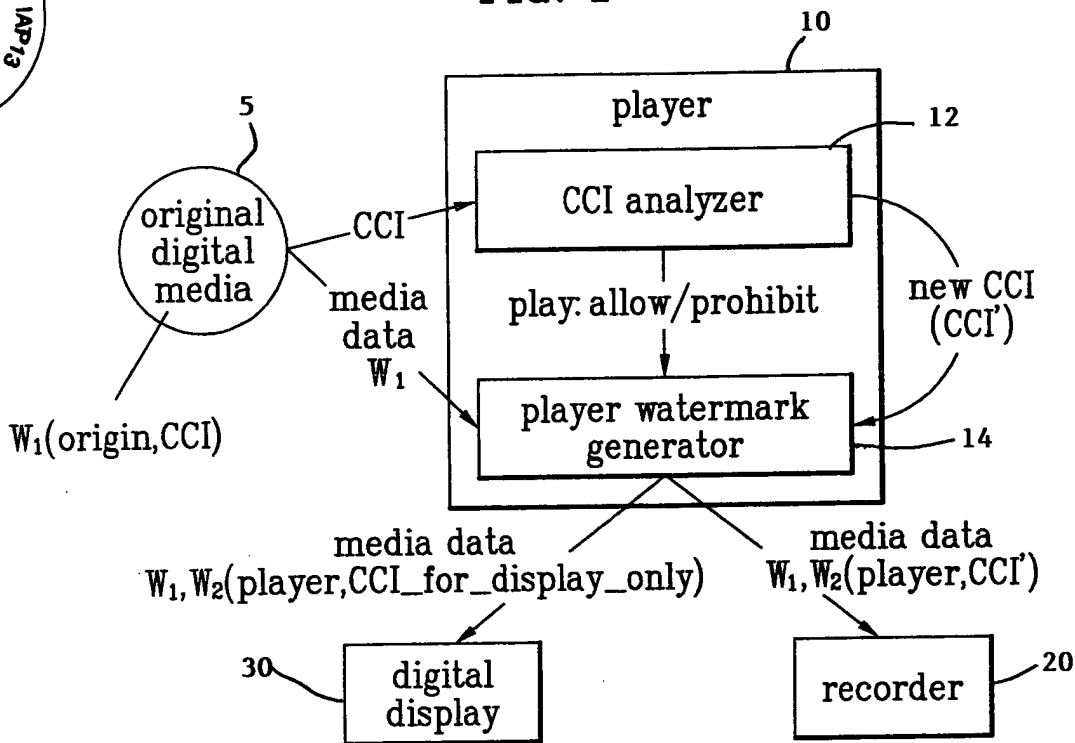 IAP13
10
player
5
12
CCI analyzer
original
digital
media
CCI
media
data
W₁
play: allow/prohibit
new CCI
(CCI')
player watermark
generator
14
W₁(origin,CCI)
media data
W₁,W₂(player,CCI_for_display_only)
media data
W₁,W₂(player,CCI')
30
digital
display
recorder
20